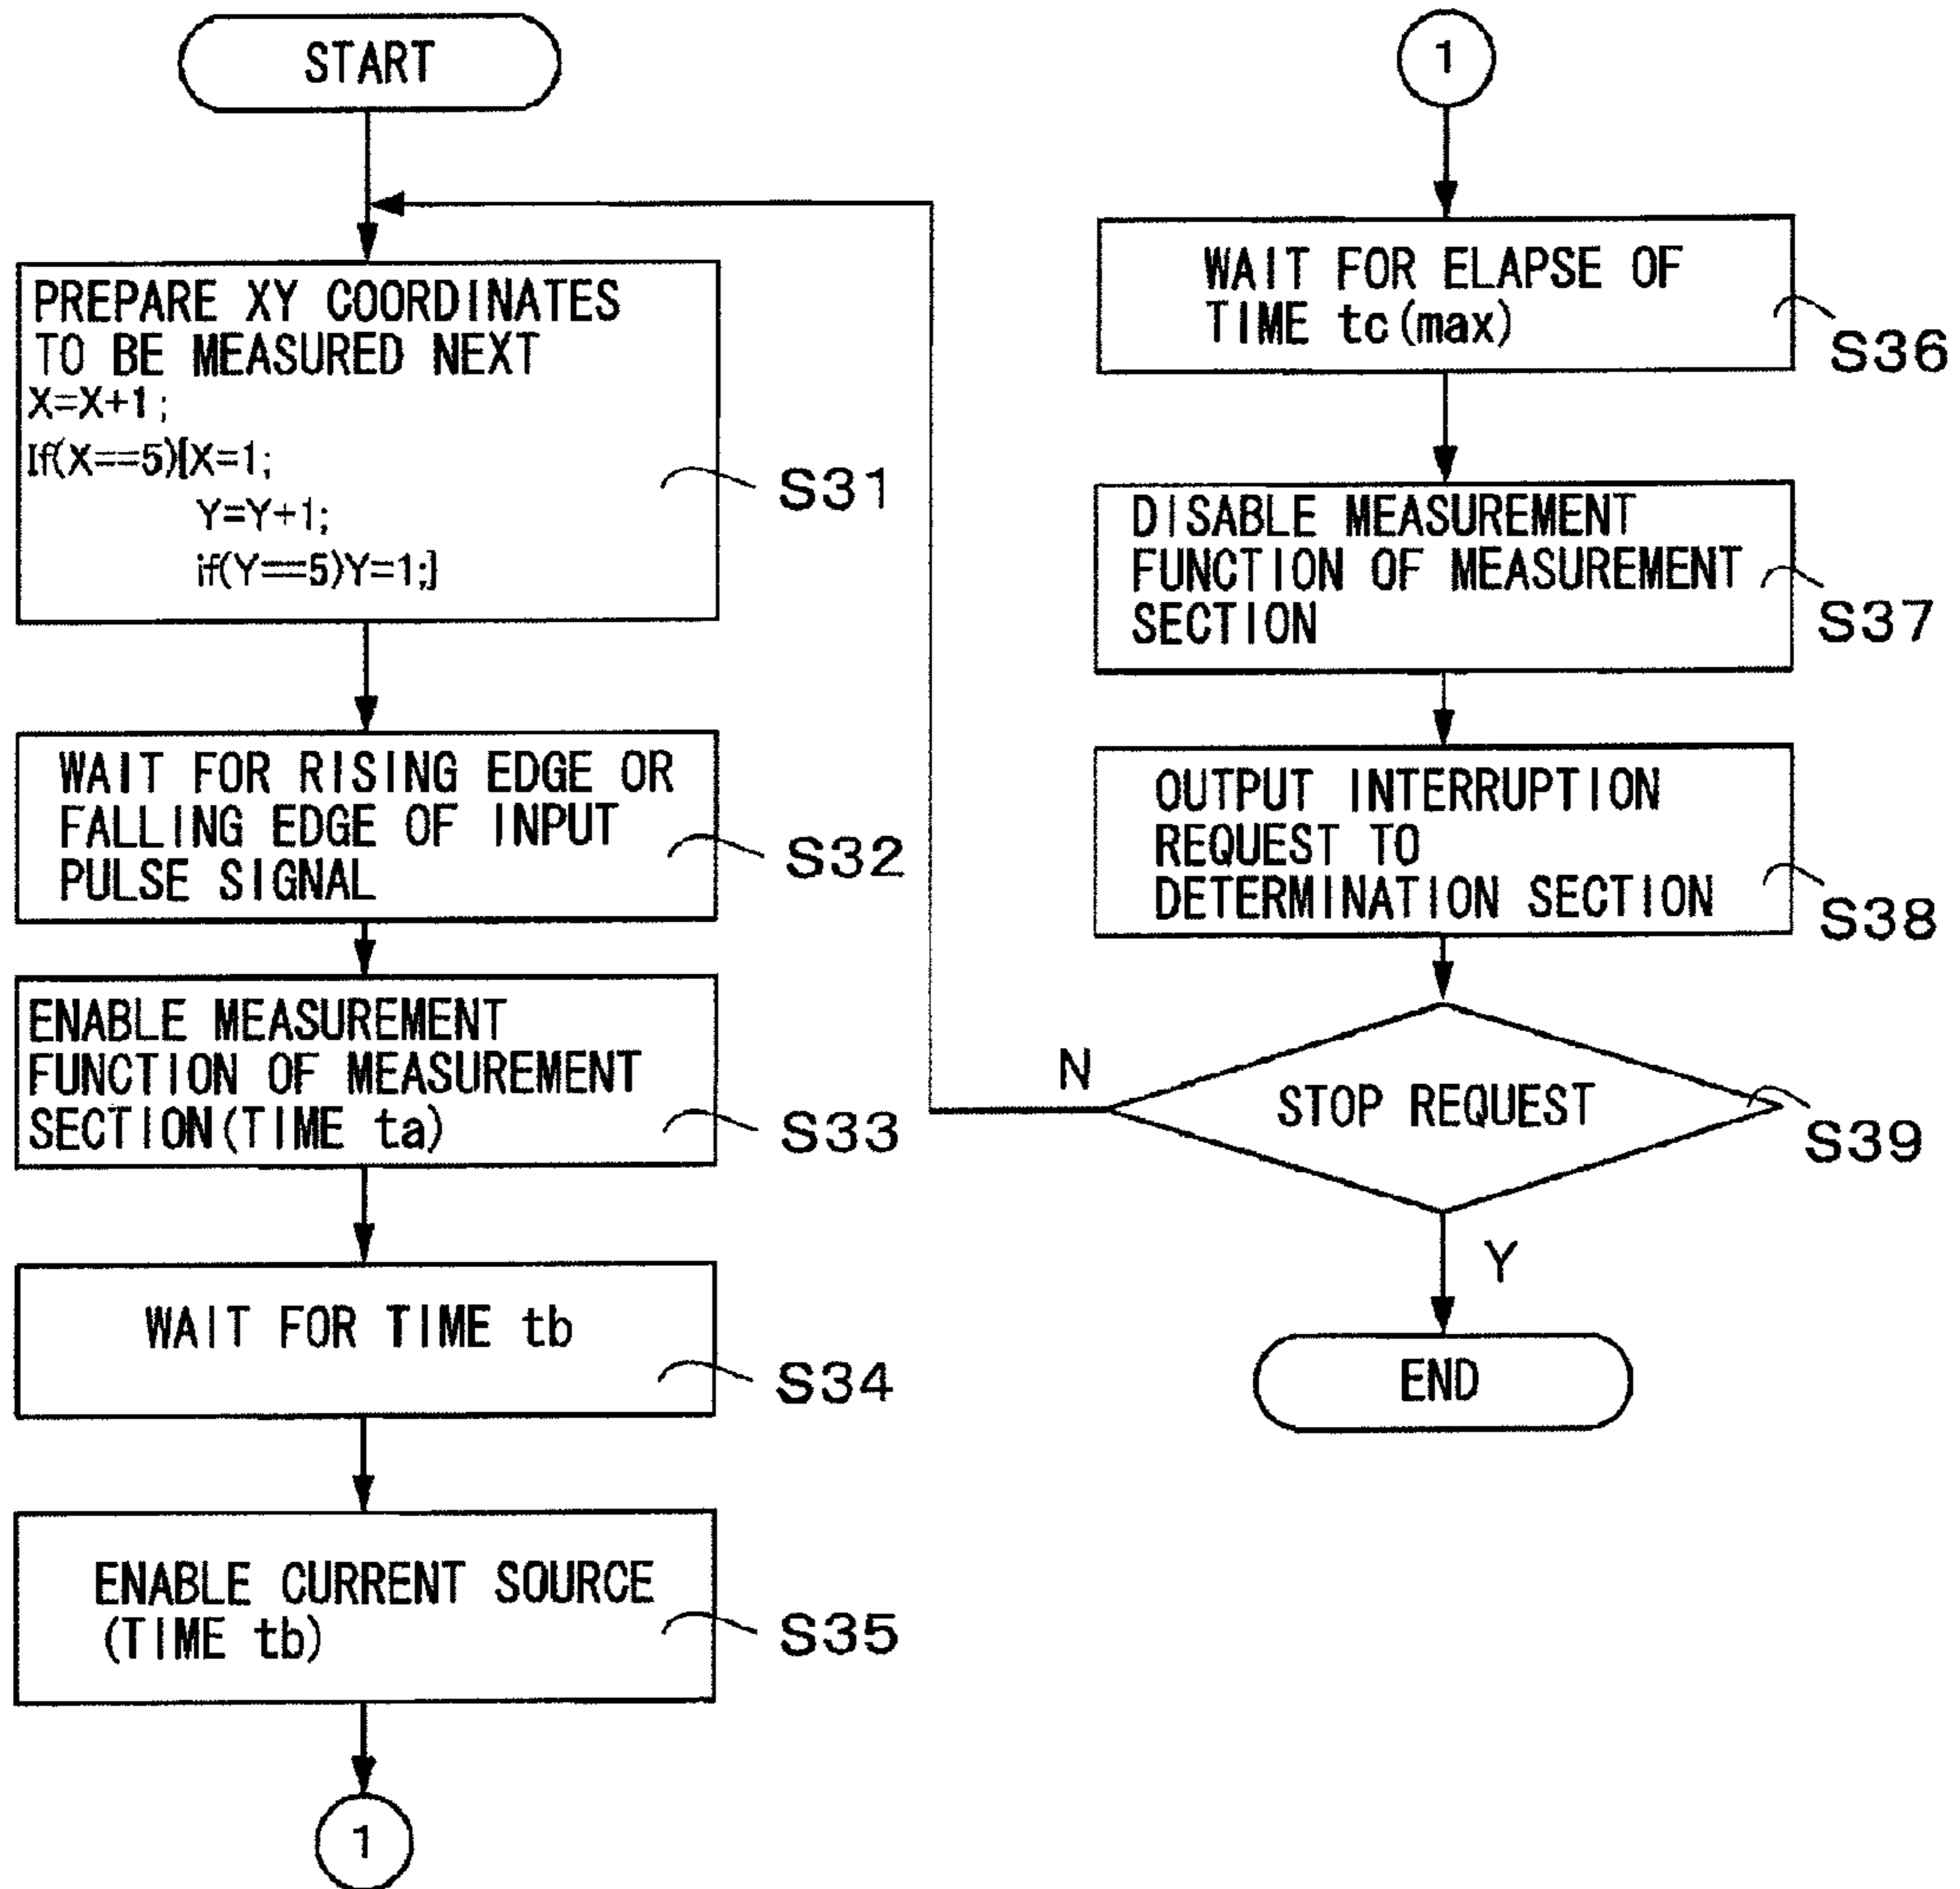 START
PREPARE XY COORDINATES
TO BE MEASURED NEXT
X=X+1;
If(X==5)[X=1;
Y=Y+1;
if(Y==5)Y=1;]
S31
WAIT FOR RISING EDGE OR
FALLING EDGE OF INPUT
PULSE SIGNAL
S32
ENABLE MEASUREMENT
FUNCTION OF MEASUREMENT
SECTION(TIME ta)
S33
WAIT FOR TIME tb
S34
ENABLE CURRENT SOURCE
(TIME tb)
S35
1
1
WAIT FOR ELAPSE OF
TIME tc(max)
S36
DISABLE MEASUREMENT
FUNCTION OF MEASUREMENT
SECTION
S37
OUTPUT INTERRUPTION
REQUEST TO
DETERMINATION SECTION
S38
N
STOP REQUEST
S39
Y
END